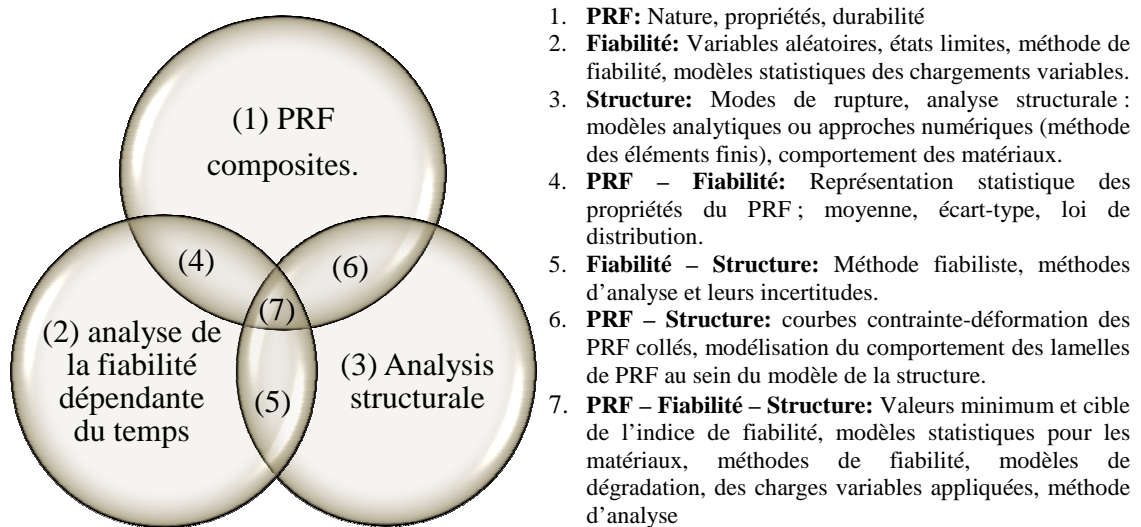 (1) PRF
composites.
(4)
(6)
(7)
(2) analyse de
la fiabilité
dépendante
du temps
(5)
(3) Analysis
structurale
1. PRF: Nature, propriétés, durabilité
2. Fiabilité: Variables aléatoires, états limites, méthode de
fiabilité, modèles statistiques des chargements variables.
3. Structure: Modes de rupture, analyse structurale :
modèles analytiques ou approches numériques (méthode
des éléments finis), comportement des matériaux.
4. PRF – Fiabilité: Représentation statistique des
propriétés du PRF ; moyenne, écart-type, loi de
distribution.
5. Fiabilité – Structure: Méthode fiabiliste, méthodes
d’analyse et leurs incertitudes.
6. PRF – Structure: courbes contrainte-déformation des
PRF collés, modélisation du comportement des lamelles
de PRF au sein du modèle de la structure.
7. PRF – Fiabilité – Structure: Valeurs minimum et cible
de l’indice de fiabilité, modèles statistiques pour les
matériaux, méthodes de fiabilité, modèles de
dégradation, des charges variables appliquées, méthode
d’analyse